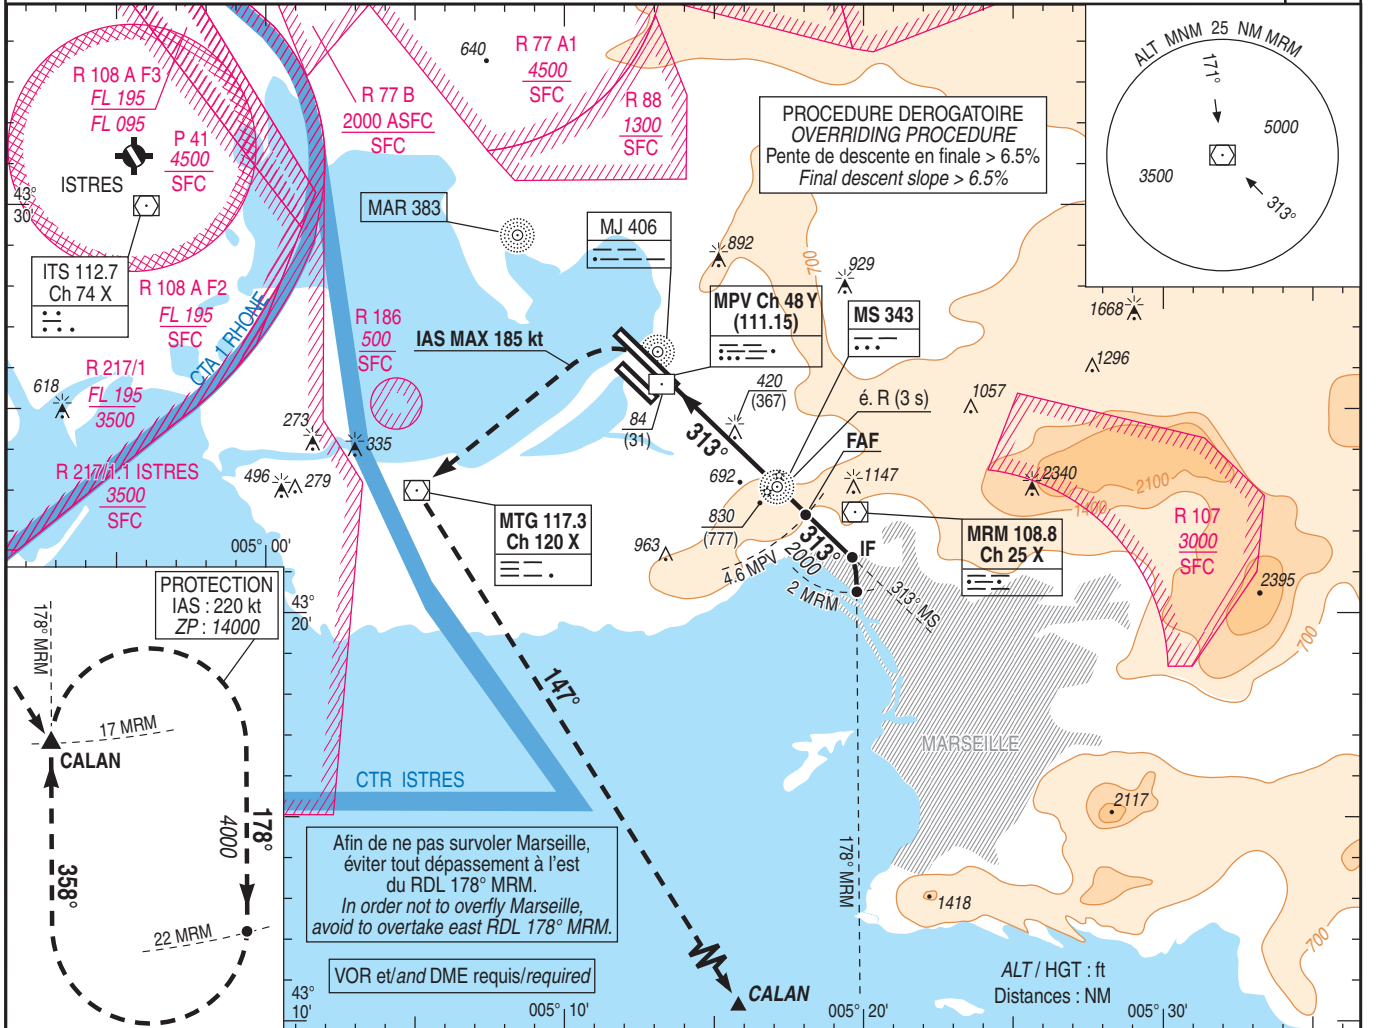 R 108 A F3
FL 195
FL 095
P 41
4500
SFC
ISTRES
43°
30'
ITS 112.7
Ch 74 X
R 108 A F2
FL 195
SFC
CTA 1 RHONE
R 217/1
FL 195
3500
618
R 217/1.1 ISTRES
3500
SFC
R 77 B
2000 ASFC
SFC
640
R 77 A1
4500
SFC
R 88
1300
SFC
MAR 383
MJ 406
R 186
500
SFC
IAS MAX 185 kt
273
335
496
279
84
(31)
892
929
MPV Ch 48 Y
(111.15)
MS 343
420
(367)
é. R (3 s)
FAF
313°
692
830
(777)
963
1147
MTG 117.3
Ch 120 X
MRM 108.8
Ch 25 X
313°
2000
IF
4.6 MPV
2 MRM
313° MS
PROCEDURE DEROGATOIRE
OVERRIDING PROCEDURE
Pente de descente en finale > 6.5%
Final descent slope > 6.5%
700
ALT MNM 25 NM MRM
171°
5000
3500
313°
1668
1296
1057
2340
2100
1400
R 107
3000
SFC
2395
700
005° 00'
43°
20'
PROTECTION
IAS : 220 kt
ZP : 14000
178° MRM
17 MRM
CALAN
178°
4000
358°
22 MRM
147°
CTR ISTRES
MARSEILLE
178° MRM
2117
1418
700
Afin de ne pas survoler Marseille,
éviter tout dépassement à l'est
du RDL 178° MRM.
In order not to overfly Marseille,
avoid to overtake east RDL 178° MRM.
VOR et/and DME requis/required
CALAN
ALT / HGT : ft
Distances : NM
43°
10'
005° 10'
005° 20'
005° 30'